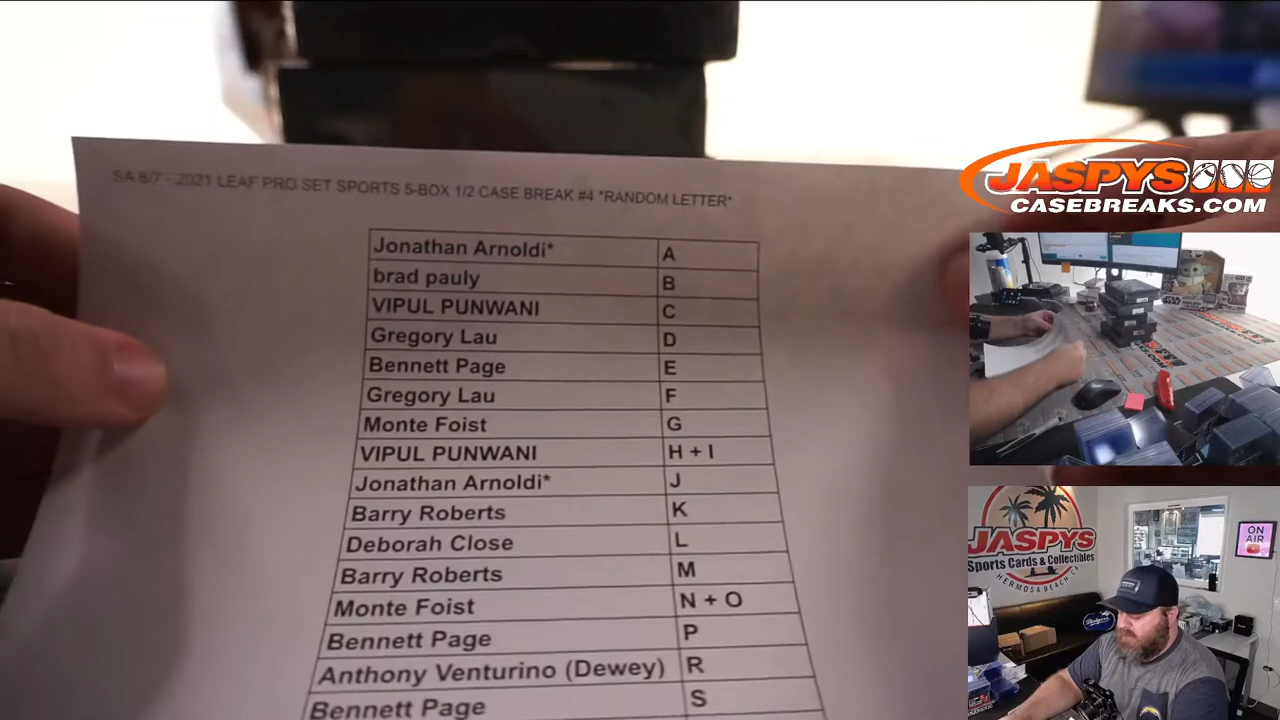 SA 8/7 - 2021 LEAF PRO SET SPORTS 5-BOX 1/2 CASE BREAK #4 *RANDOM LETTER*
Jonathan Arnoldi* A
brad pauly B
VIPUL PUNWANI C
Gregory Lau D
Bennett Page E
Gregory Lau F
Monte Foist G
VIPUL PUNWANI H + I
Jonathan Arnoldi* J
Barry Roberts K
Deborah Close L
Barry Roberts M
Monte Foist N + O
Bennett Page P
Anthony Venturino (Dewey) R
Bennett Page S
JASPYS
CASEBREAKS.COM
JASPYS
Sports Cards & Collectibles
HERMOSA BEACH CA
ON
AIR
Dodgers